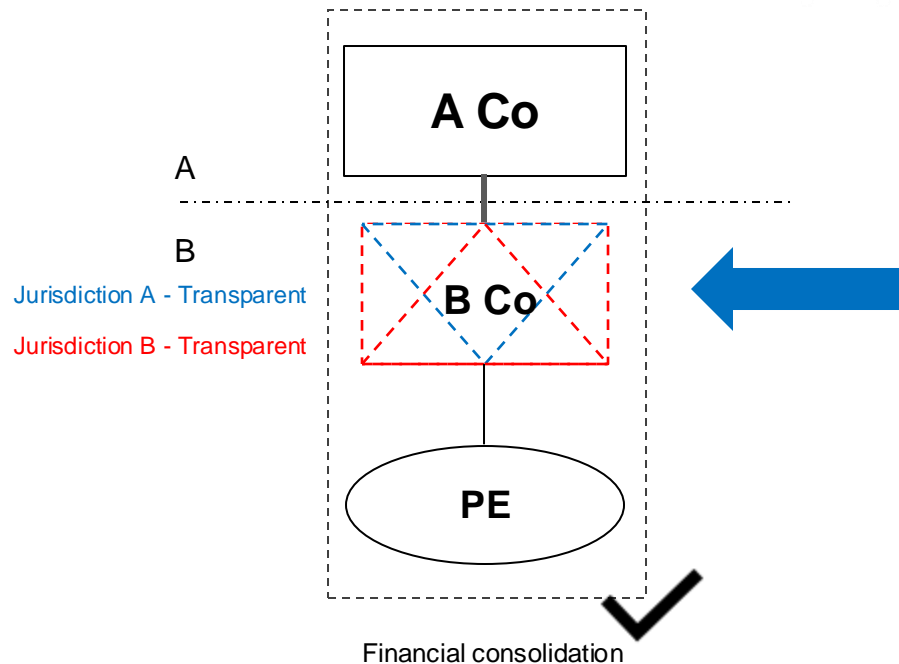 A Co
A
B
Jurisdiction A - Transparent
B Co
Jurisdiction B - Transparent
PE
Financial consolidation